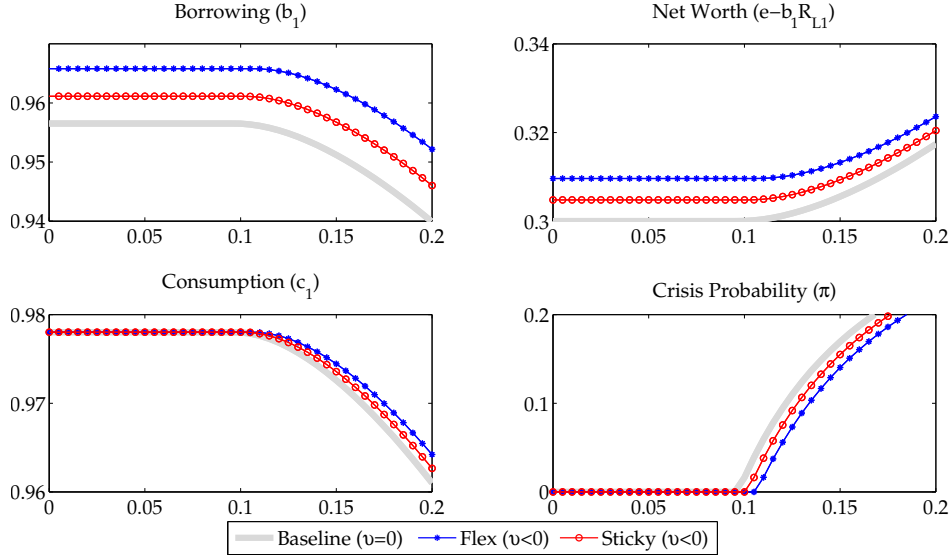 Borrowing (b1)
0.96
0.95
0.94
0 0.05 0.1 0.15 0.2
Net Worth (e−b1RL1)
0.34
0.32
0.3
0 0.05 0.1 0.15 0.2
Consumption (c1)
0.98
0.97
0.96
0 0.05 0.1 0.15 0.2
Crisis Probability (π)
0.2
0.1
0
0 0.05 0.1 0.15 0.2
Baseline (υ=0) Flex (υ<0) Sticky (υ<0)